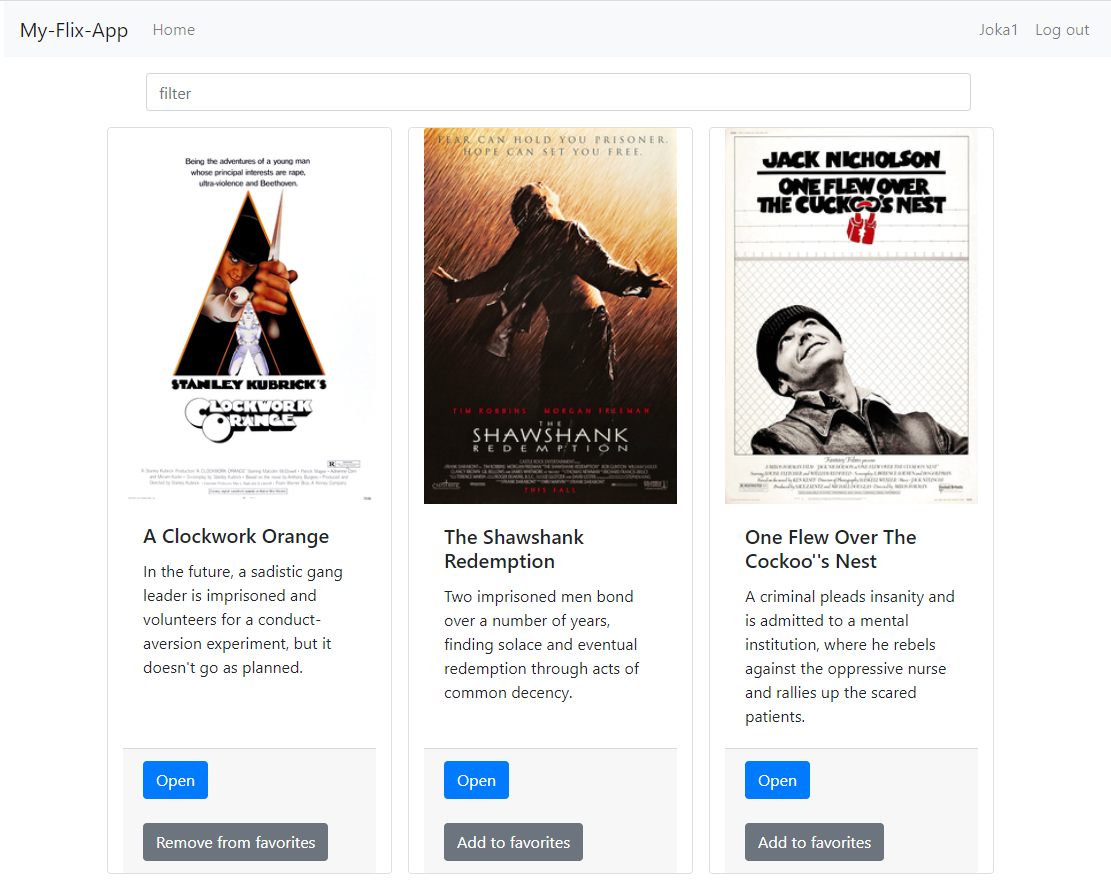 My-Flix-App Home Joka1 Log out
filter
Being the adventures of a young man
whose principal interests are rape,
ultra-violence and Beethoven.
STANLEY KUBRICK'S
CLOCKWORK
ORANGE
R
FEAR CAN HOLD YOU PRISONER.
HOPE CAN SET YOU FREE.
TIM ROBBINS MORGAN FREEMAN
THE
SHAWSHANK
REDEMPTION
THIS FALL
JACK NICHOLSON
ONE FLEW OVER
THE CUCKOO'S NEST
A Clockwork Orange
In the future, a sadistic gang
leader is imprisoned and
volunteers for a conduct-
aversion experiment, but it
doesn't go as planned.
Open
Remove from favorites
The Shawshank
Redemption
Two imprisoned men bond
over a number of years,
finding solace and eventual
redemption through acts of
common decency.
Open
Add to favorites
One Flew Over The
Cockoo''s Nest
A criminal pleads insanity and
is admitted to a mental
institution, where he rebels
against the oppressive nurse
and rallies up the scared
patients.
Open
Add to favorites